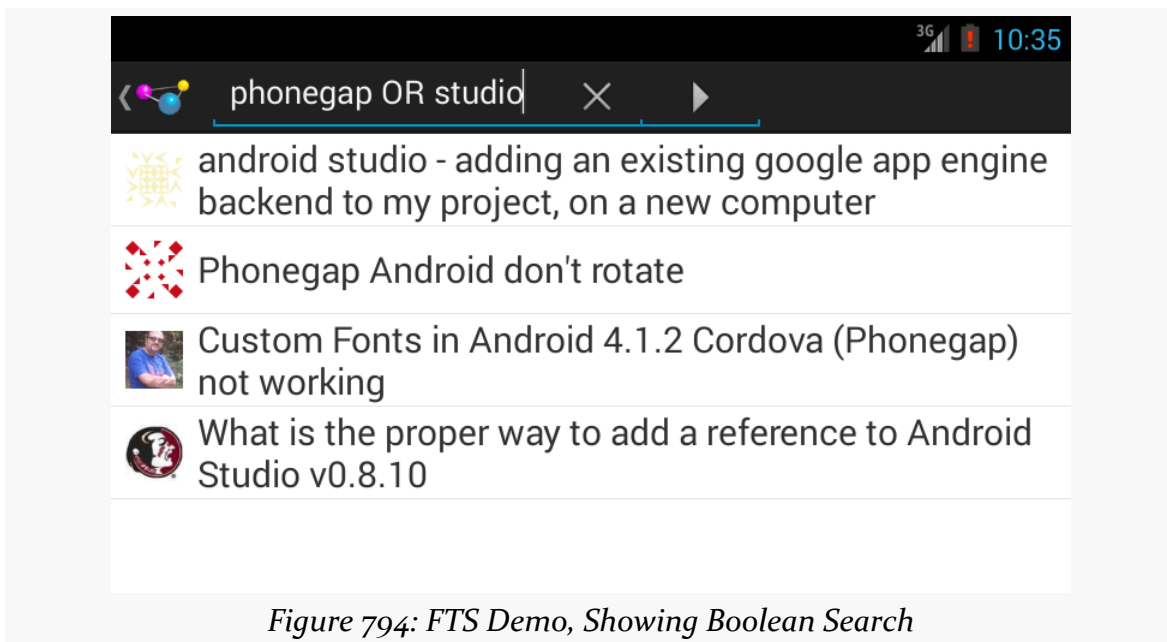 3G 10:35
phonegap OR studio
android studio - adding an existing google app engine
backend to my project, on a new computer
Phonegap Android don't rotate
Custom Fonts in Android 4.1.2 Cordova (Phonegap)
not working
What is the proper way to add a reference to Android
Studio v0.8.10
Figure 794: FTS Demo, Showing Boolean Search